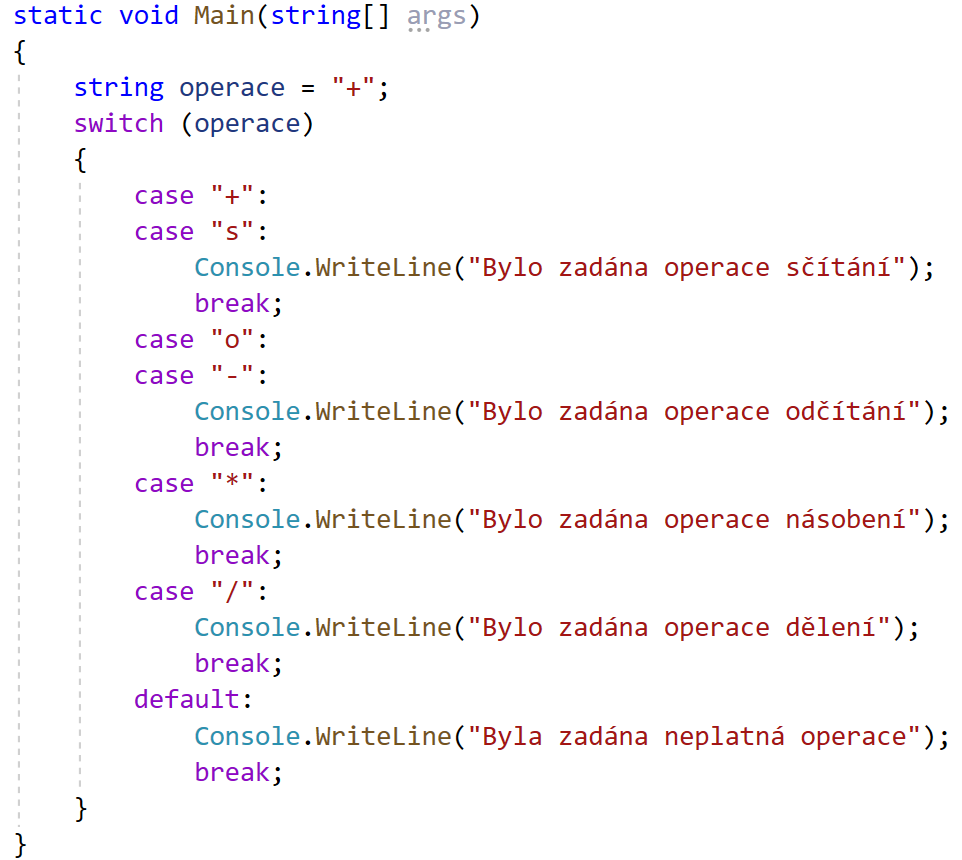 static void Main(string[] args)
{
    string operace = "+";
    switch (operace)
    {
        case "+":
        case "s":
            Console.WriteLine("Bylo zadána operace sčítání");
            break;
        case "o":
        case "-":
            Console.WriteLine("Bylo zadána operace odčítání");
            break;
        case "*":
            Console.WriteLine("Bylo zadána operace násobení");
            break;
        case "/":
            Console.WriteLine("Bylo zadána operace dělení");
            break;
        default:
            Console.WriteLine("Byla zadána neplatná operace");
            break;
    }
}